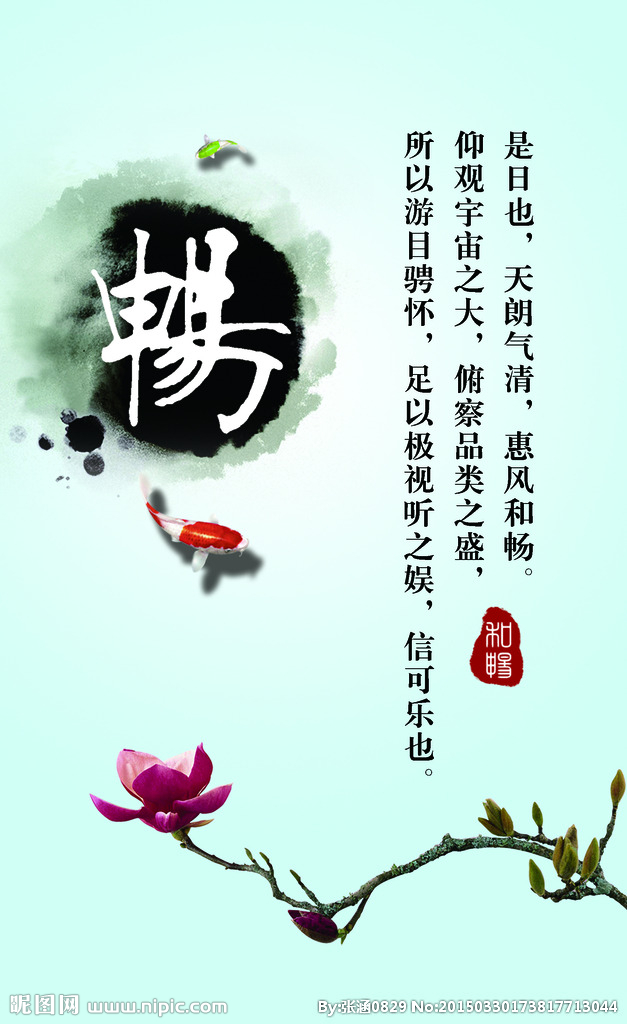 暢
是日也，天朗气清，惠风和畅。
仰观宇宙之大，俯察品类之盛，
所以游目骋怀，足以极视听之娱，信可乐也。
和暢
昵图网 www.nipic.com
By:张涵0829 No:20150330173817713044